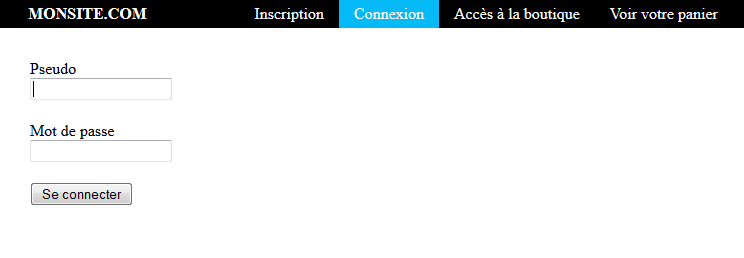 MONSITE.COM Inscription Connexion Accès à la boutique Voir votre panier
Pseudo
Mot de passe
Se connecter